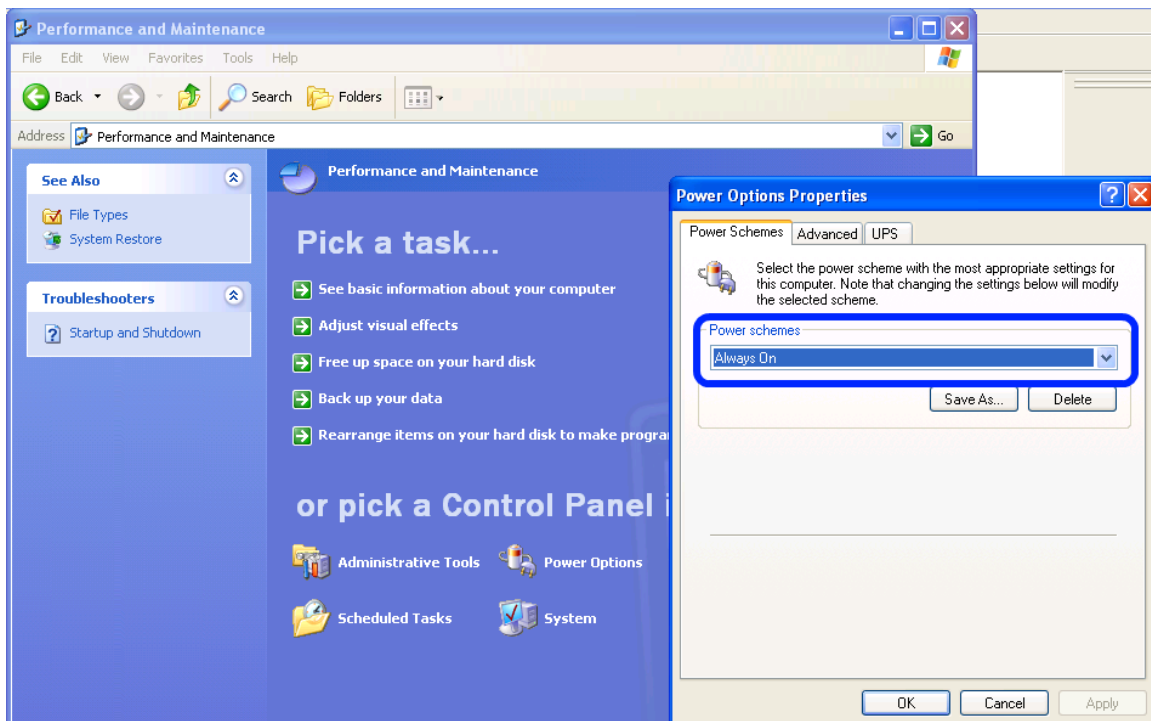 Performance and Maintenance
File Edit View Favorites Tools Help
Back Search Folders
Address Performance and Maintenance Go
See Also
File Types
System Restore
Troubleshooters
Startup and Shutdown
Performance and Maintenance
Pick a task...
See basic information about your computer
Adjust visual effects
Free up space on your hard disk
Back up your data
Rearrange items on your hard disk to make progra
or pick a Control Panel i
Administrative Tools Power Options
Scheduled Tasks System
Power Options Properties
Power Schemes Advanced UPS
Select the power scheme with the most appropriate settings for
this computer. Note that changing the settings below will modify
the selected scheme.
Power schemes
Always On
Save As... Delete
OK Cancel Apply